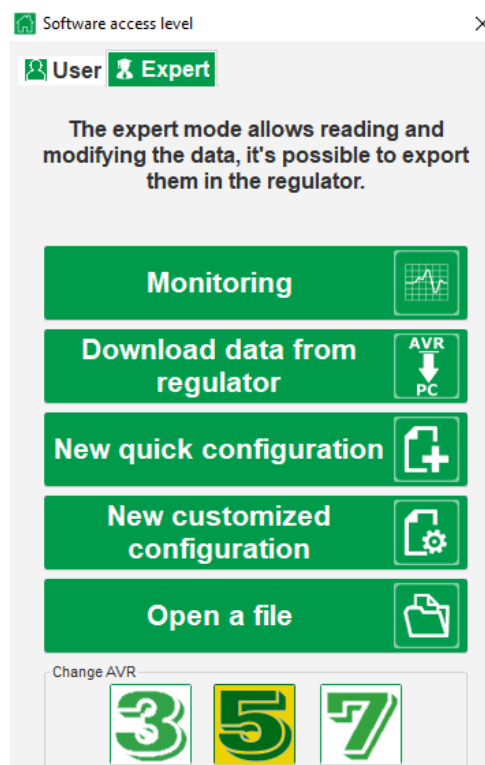 Software access level
User Expert
The expert mode allows reading and
modifying the data, it's possible to export
them in the regulator.
Monitoring
Download data from
regulator
AVR
PC
New quick configuration
New customized
configuration
Open a file
Change AVR
3 5 7